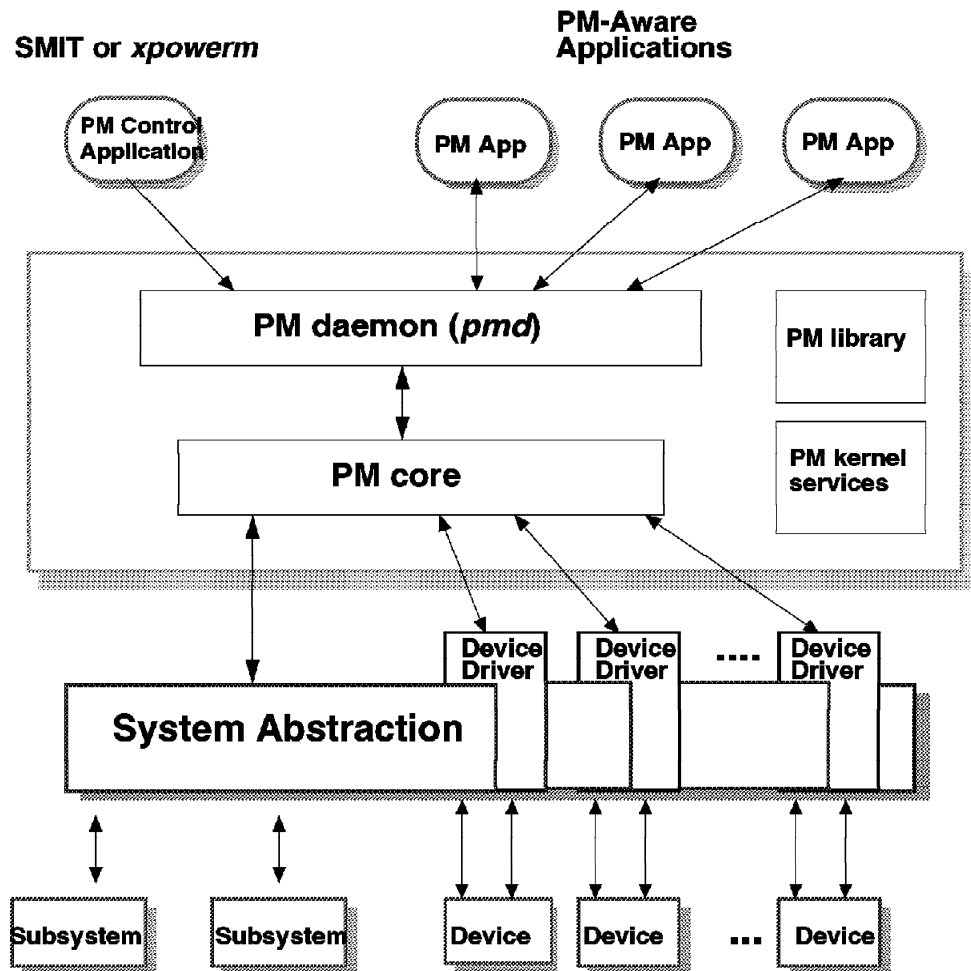 SMIT or xpowerm
PM-Aware
Applications
PM Control
Application
PM App
PM App
PM App
PM daemon (pmd)
PM library
PM core
PM kernel
services
Device
Driver
Device
Driver
....
Device
Driver
System Abstraction
Subsystem
Subsystem
Device
Device
...
Device